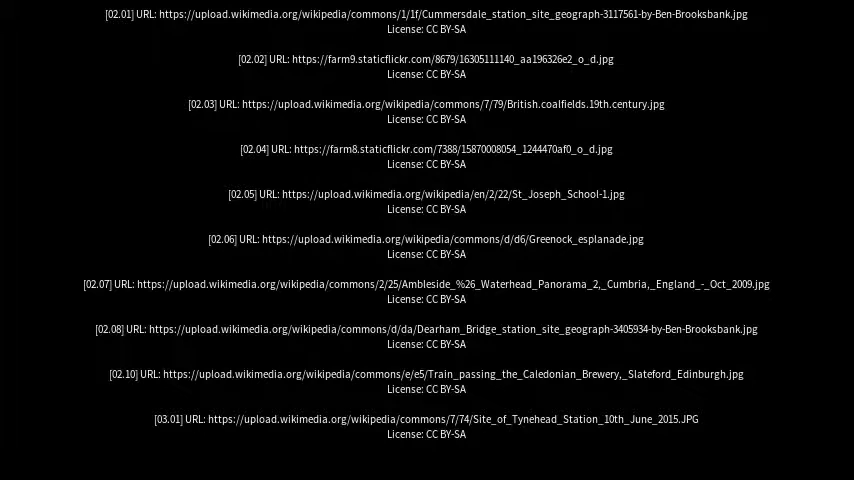 [02.01] URL: https://upload.wikimedia.org/wikipedia/commons/1/1f/Cummersdale_station_site_geograph-3117561-by-Ben-Brooksbank.jpg
License: CC BY-SA
[02.02] URL: https://farm9.staticflickr.com/8679/16305111140_aa196326e2_o_d.jpg
License: CC BY-SA
[02.03] URL: https://upload.wikimedia.org/wikipedia/commons/7/79/British.coalfields.19th.century.jpg
License: CC BY-SA
[02.04] URL: https://farm8.staticflickr.com/7388/15870008054_1244470af0_o_d.jpg
License: CC BY-SA
[02.05] URL: https://upload.wikimedia.org/wikipedia/en/2/22/St_Joseph_School-1.jpg
License: CC BY-SA
[02.06] URL: https://upload.wikimedia.org/wikipedia/commons/d/d6/Greenock_esplanade.jpg
License: CC BY-SA
[02.07] URL: https://upload.wikimedia.org/wikipedia/commons/2/25/Ambleside_%26_Waterhead_Panorama_2,_Cumbria,_England_-_Oct_2009.jpg
License: CC BY-SA
[02.08] URL: https://upload.wikimedia.org/wikipedia/commons/d/da/Dearham_Bridge_station_site_geograph-3405934-by-Ben-Brooksbank.jpg
License: CC BY-SA
[02.10] URL: https://upload.wikimedia.org/wikipedia/commons/e/e5/Train_passing_the_Caledonian_Brewery,_Slateford_Edinburgh.jpg
License: CC BY-SA
[03.01] URL: https://upload.wikimedia.org/wikipedia/commons/7/74/Site_of_Tynehead_Station_10th_June_2015.JPG
License: CC BY-SA